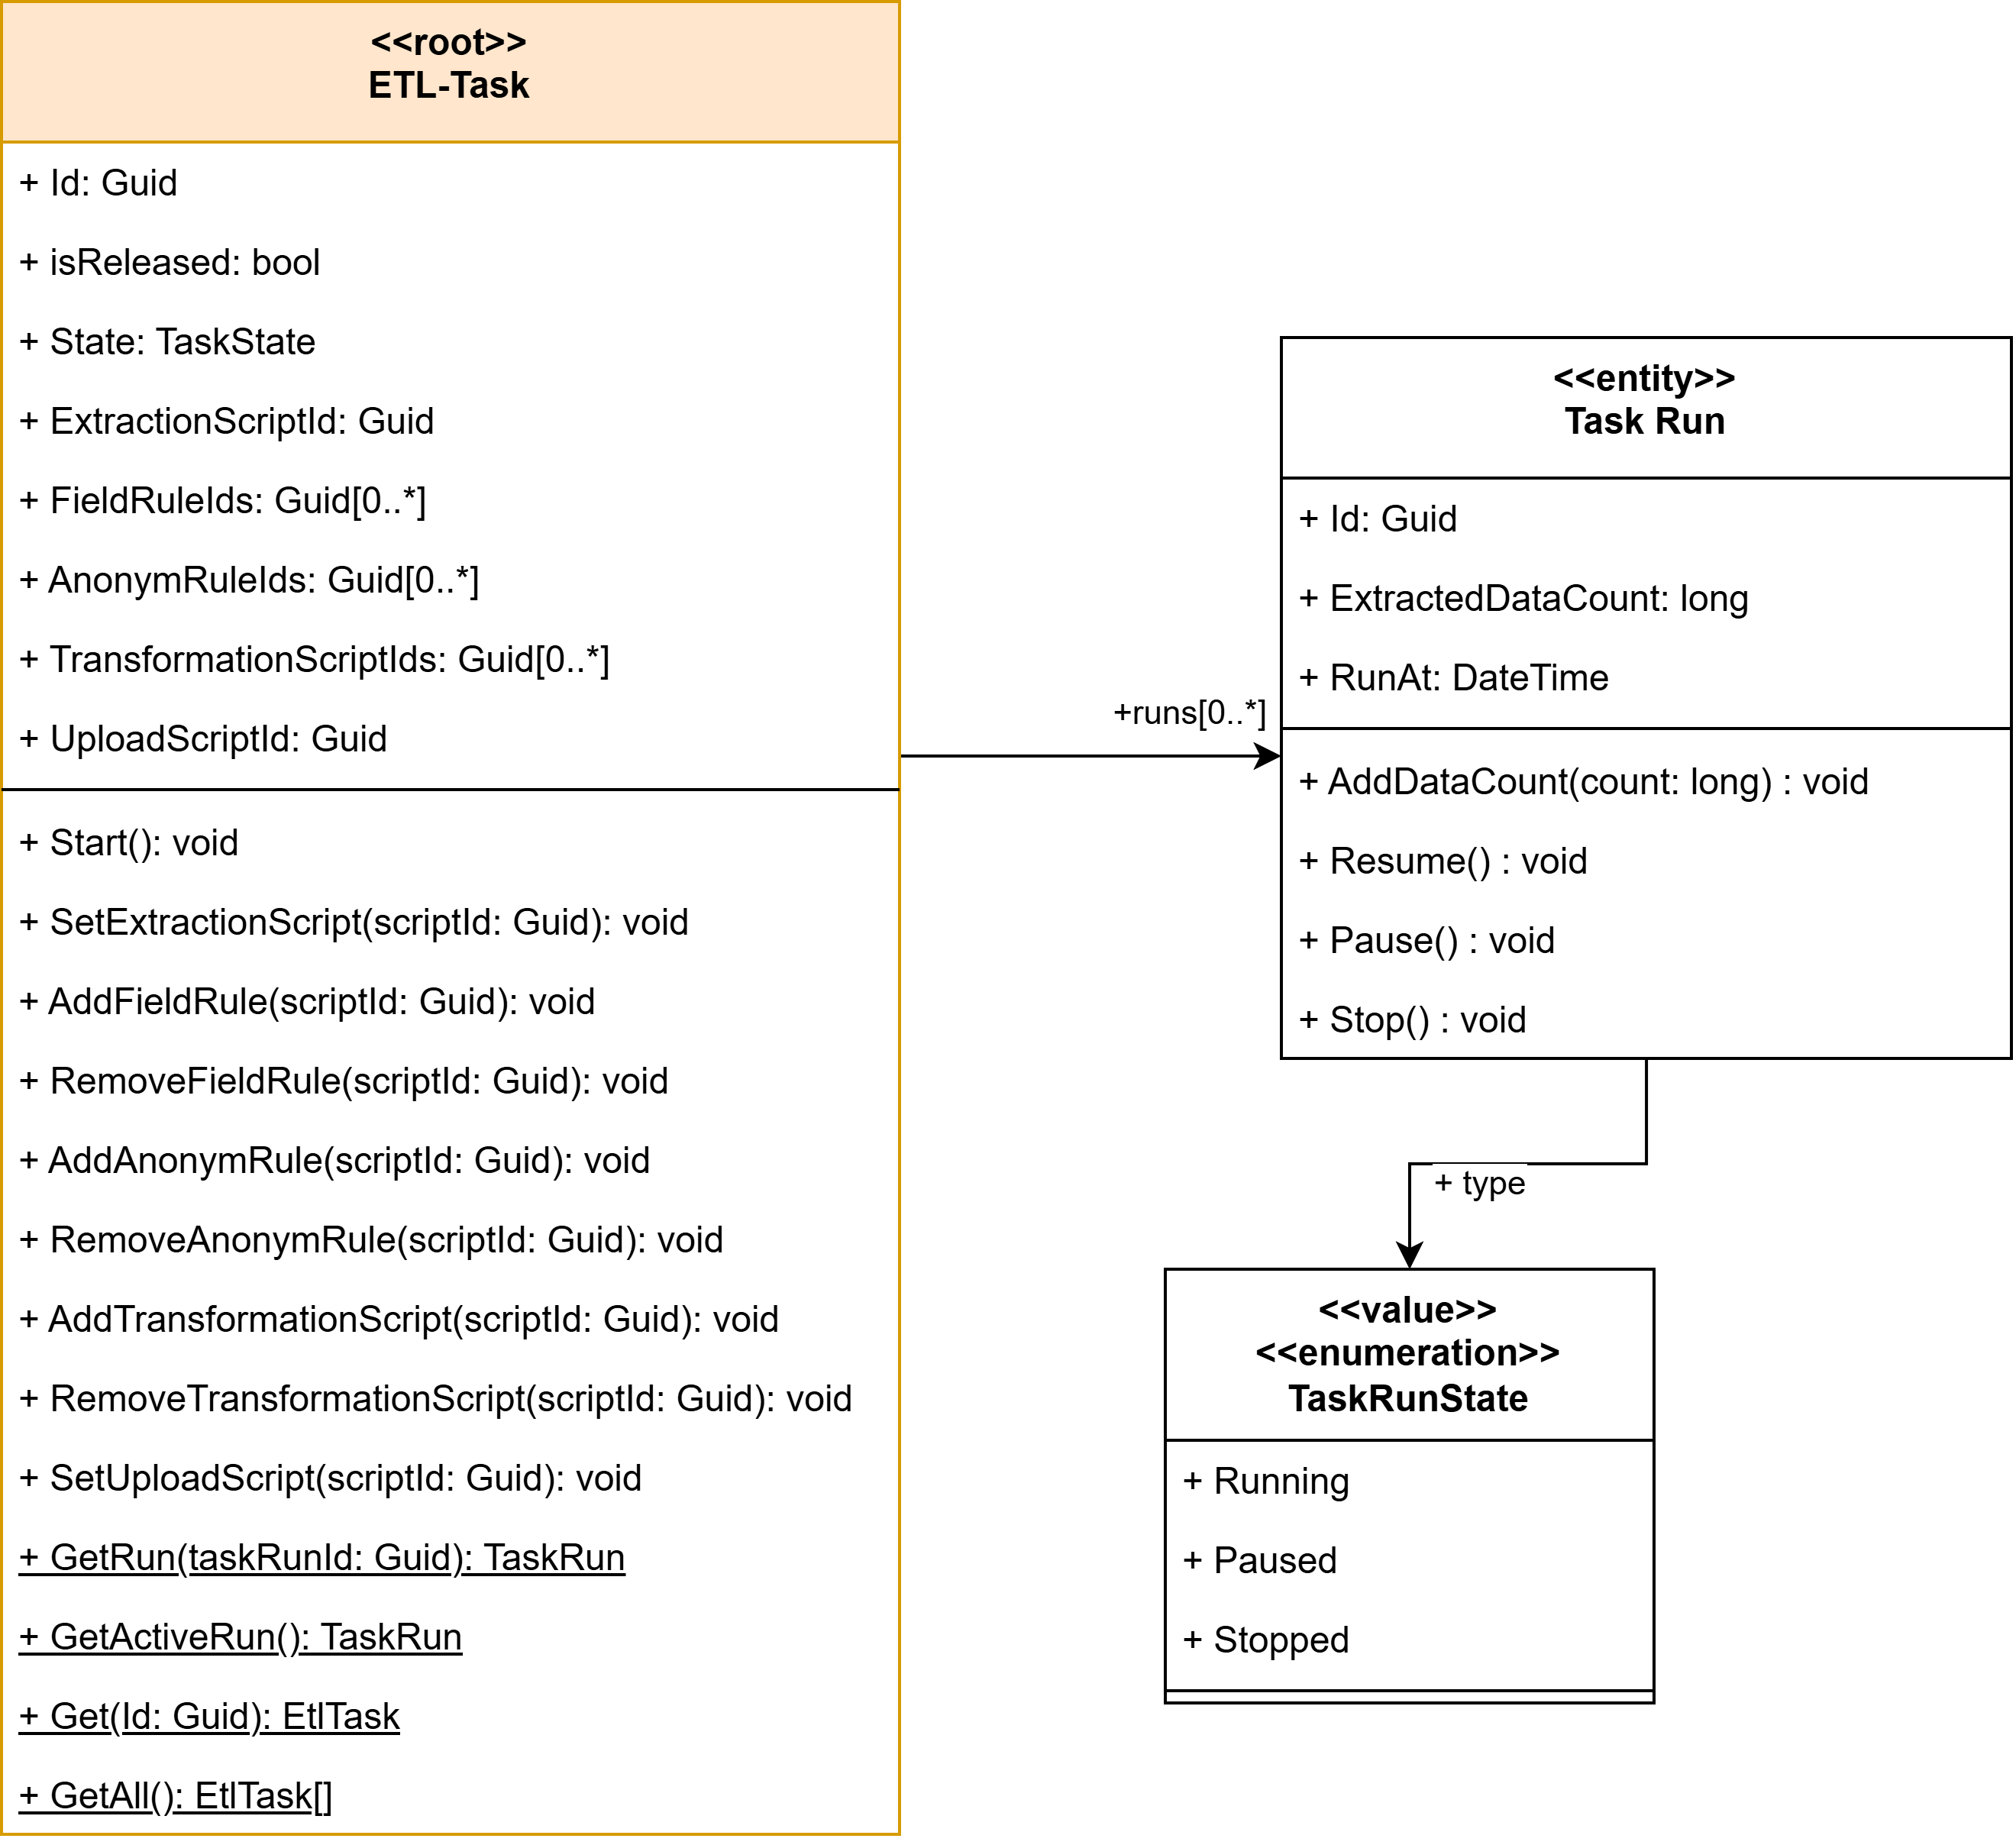 <<root>>
ETL-Task
+ Id: Guid
+ isReleased: bool
+ State: TaskState
+ ExtractionScriptId: Guid
+ FieldRuleIds: Guid[0..*]
+ AnonymRuleIds: Guid[0..*]
+ TransformationScriptIds: Guid[0..*]
+ UploadScriptId: Guid
+ Start(): void
+ SetExtractionScript(scriptId: Guid): void
+ AddFieldRule(scriptId: Guid): void
+ RemoveFieldRule(scriptId: Guid): void
+ AddAnonymRule(scriptId: Guid): void
+ RemoveAnonymRule(scriptId: Guid): void
+ AddTransformationScript(scriptId: Guid): void
+ RemoveTransformationScript(scriptId: Guid): void
+ SetUploadScript(scriptId: Guid): void
+ GetRun(taskRunId: Guid): TaskRun
+ GetActiveRun(): TaskRun
+ Get(Id: Guid): EtlTask
+ GetAll(): EtlTask[]
+runs[0..*]
<<entity>>
Task Run
+ Id: Guid
+ ExtractedDataCount: long
+ RunAt: DateTime
+ AddDataCount(count: long) : void
+ Resume() : void
+ Pause() : void
+ Stop() : void
+ type
<<value>>
<<enumeration>>
TaskRunState
+ Running
+ Paused
+ Stopped